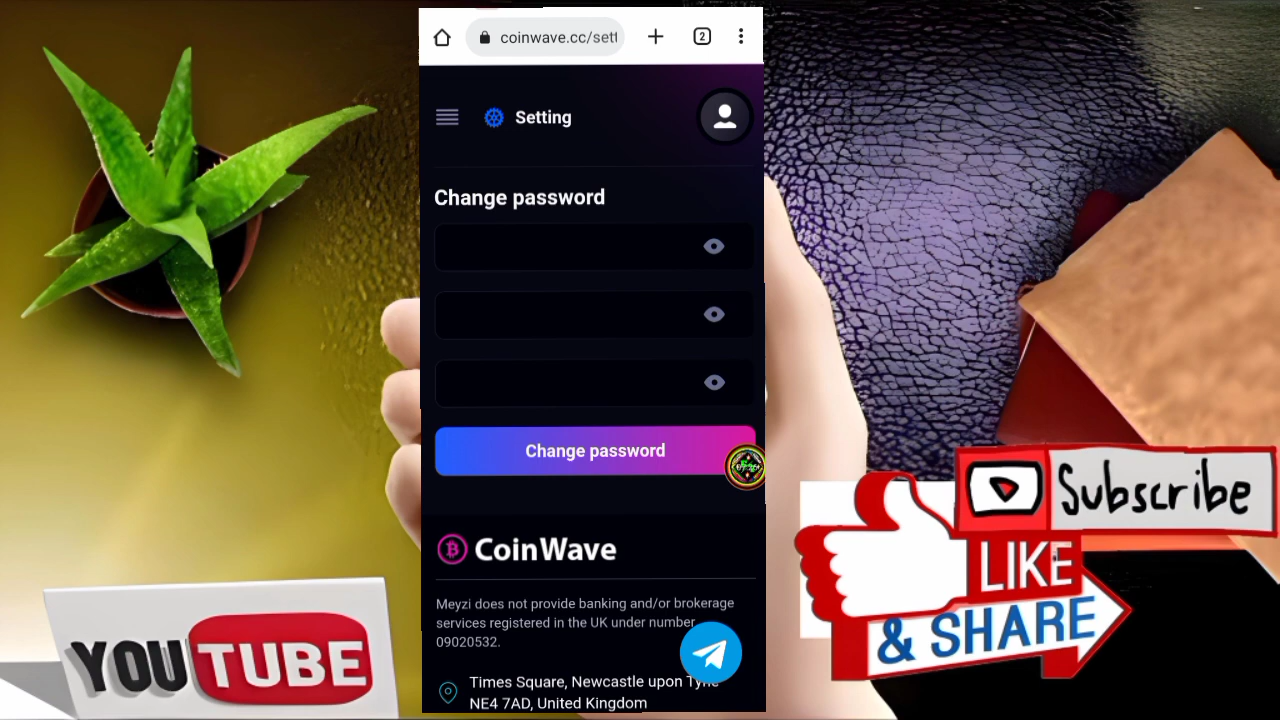 coinwave.cc/sett
2
Setting
Change password
Change password
CoinWave
Meyzi does not provide banking and/or brokerage
services registered in the UK under number
09020532.
Times Square, Newcastle upon Tyne
NE4 7AD, United Kingdom
YOUTUBE
Subscribe
LIKE
& SHARE